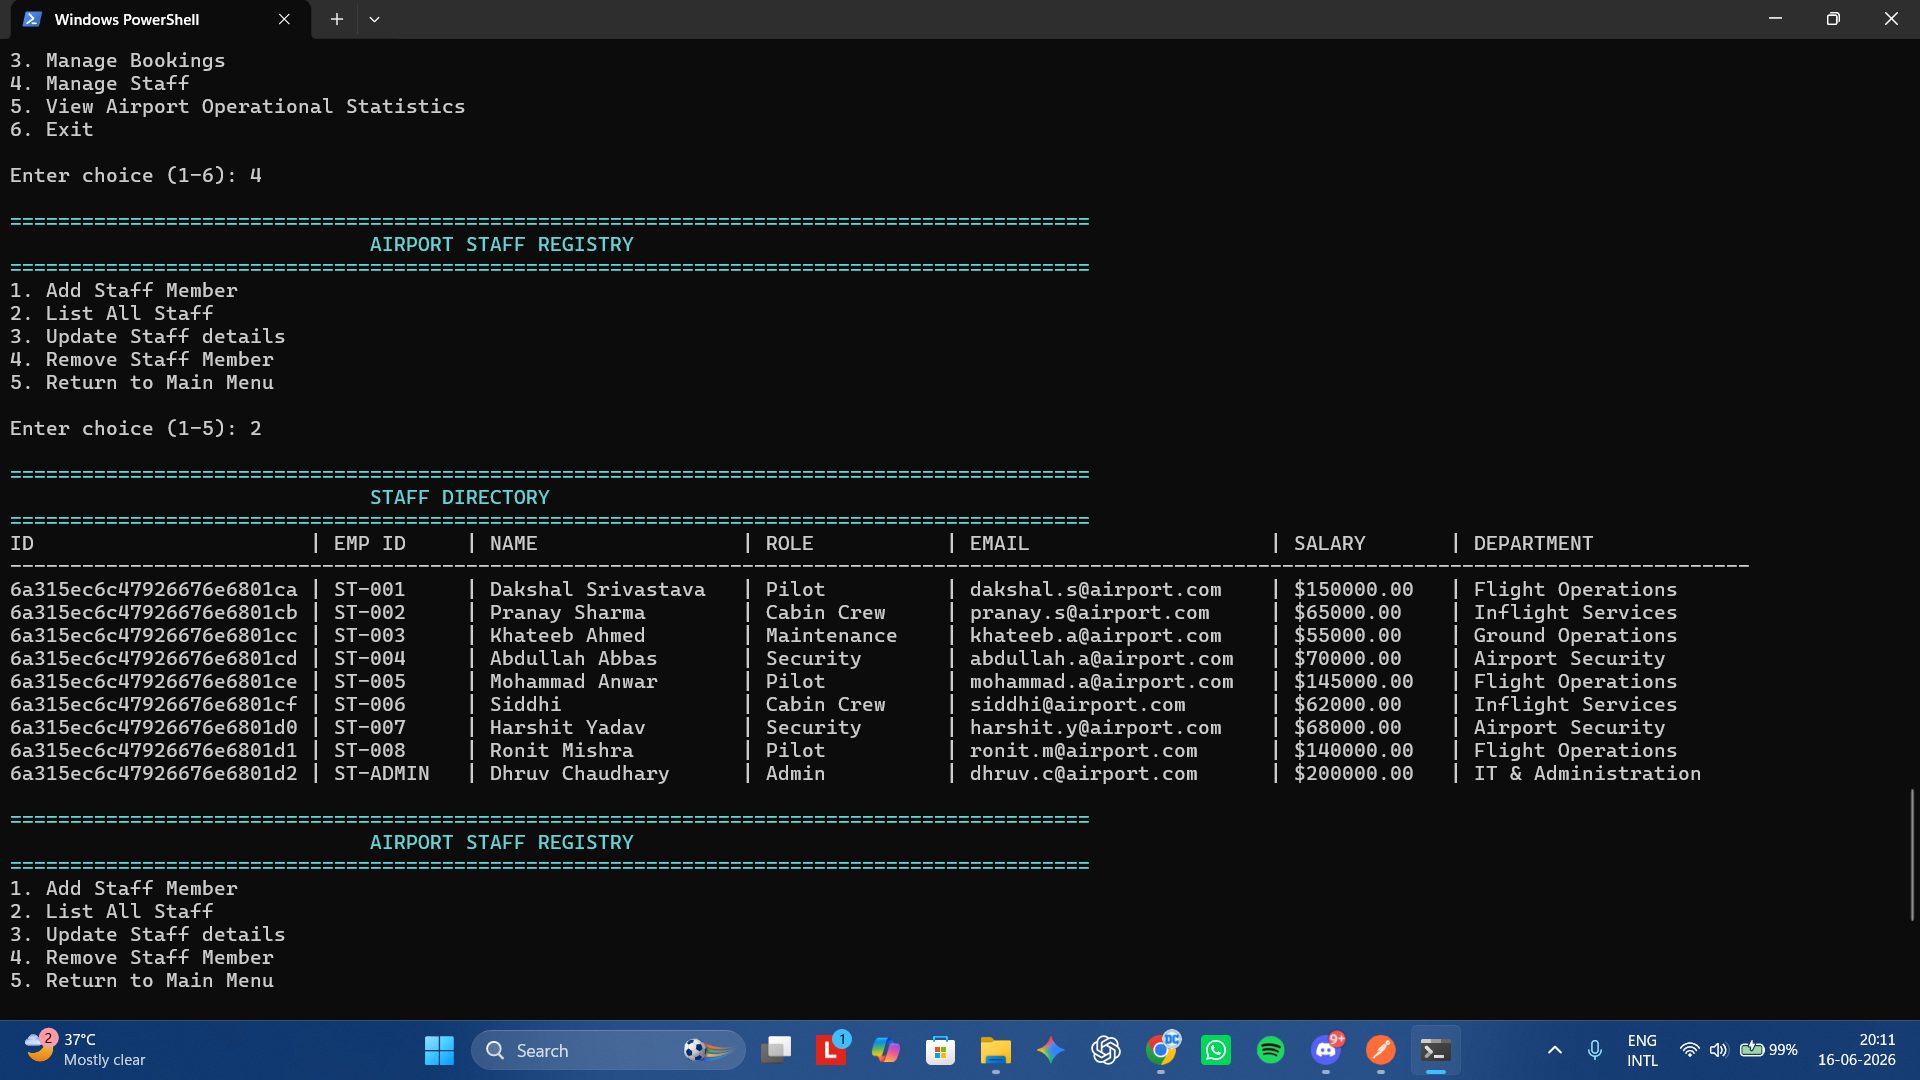 Windows PowerShell
3. Manage Bookings
4. Manage Staff
5. View Airport Operational Statistics
6. Exit
Enter choice (1-6): 4
==========================================================================================
AIRPORT STAFF REGISTRY
==========================================================================================
1. Add Staff Member
2. List All Staff
3. Update Staff details
4. Remove Staff Member
5. Return to Main Menu
Enter choice (1-5): 2
==========================================================================================
STAFF DIRECTORY
==========================================================================================
ID | EMP ID | NAME | ROLE | EMAIL | SALARY | DEPARTMENT
-------------------------------------------------------------------------------------------------------------------------------------------------
6a315ec6c47926676e6801ca | ST-001 | Dakshal Srivastava | Pilot | dakshal.s@airport.com | $150000.00 | Flight Operations
6a315ec6c47926676e6801cb | ST-002 | Pranay Sharma | Cabin Crew | pranay.s@airport.com | $65000.00 | Inflight Services
6a315ec6c47926676e6801cc | ST-003 | Khateeb Ahmed | Maintenance | khateeb.a@airport.com | $55000.00 | Ground Operations
6a315ec6c47926676e6801cd | ST-004 | Abdullah Abbas | Security | abdullah.a@airport.com | $70000.00 | Airport Security
6a315ec6c47926676e6801ce | ST-005 | Mohammad Anwar | Pilot | mohammad.a@airport.com | $145000.00 | Flight Operations
6a315ec6c47926676e6801cf | ST-006 | Siddhi | Cabin Crew | siddhi@airport.com | $62000.00 | Inflight Services
6a315ec6c47926676e6801d0 | ST-007 | Harshit Yadav | Security | harshit.y@airport.com | $68000.00 | Airport Security
6a315ec6c47926676e6801d1 | ST-008 | Ronit Mishra | Pilot | ronit.m@airport.com | $140000.00 | Flight Operations
6a315ec6c47926676e6801d2 | ST-ADMIN | Dhruv Chaudhary | Admin | dhruv.c@airport.com | $200000.00 | IT & Administration
==========================================================================================
AIRPORT STAFF REGISTRY
==========================================================================================
1. Add Staff Member
2. List All Staff
3. Update Staff details
4. Remove Staff Member
5. Return to Main Menu
2
37°C
Mostly clear
Search
L
1
DC
9+
ENG
INTL
99%
20:11
16-06-2026